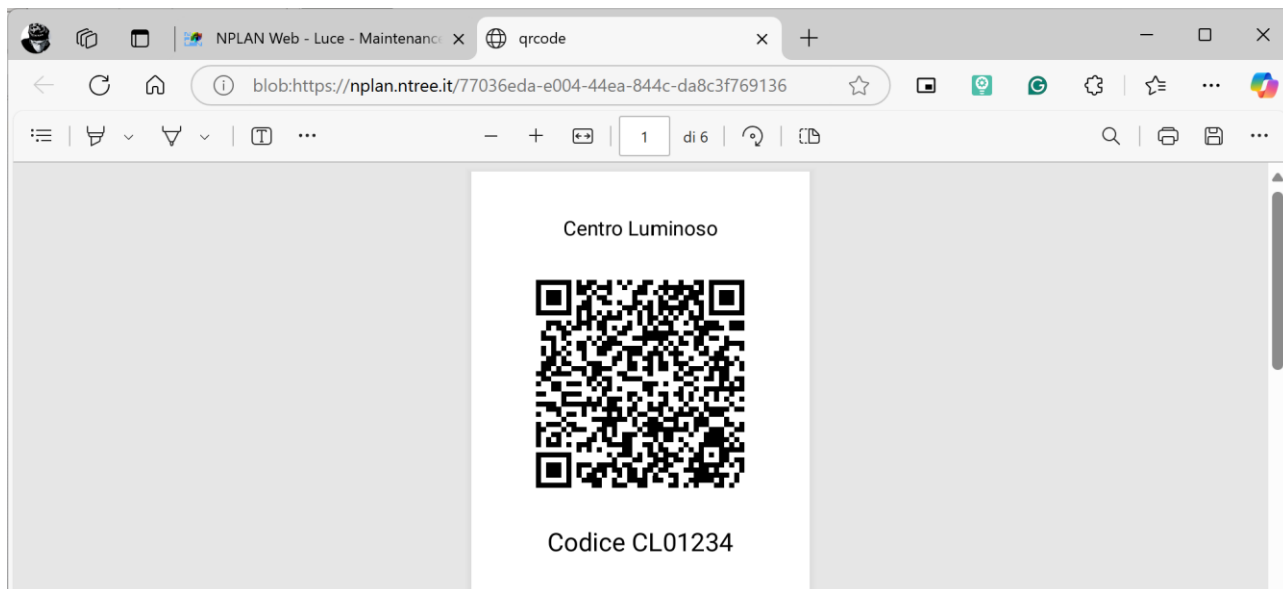 NPLAN Web - Luce - Maintenance
qrcode
blob:https://nplan.ntree.it/77036eda-e004-44ea-844c-da8c3f769136
1 di 6
Centro Luminoso
Codice CL01234